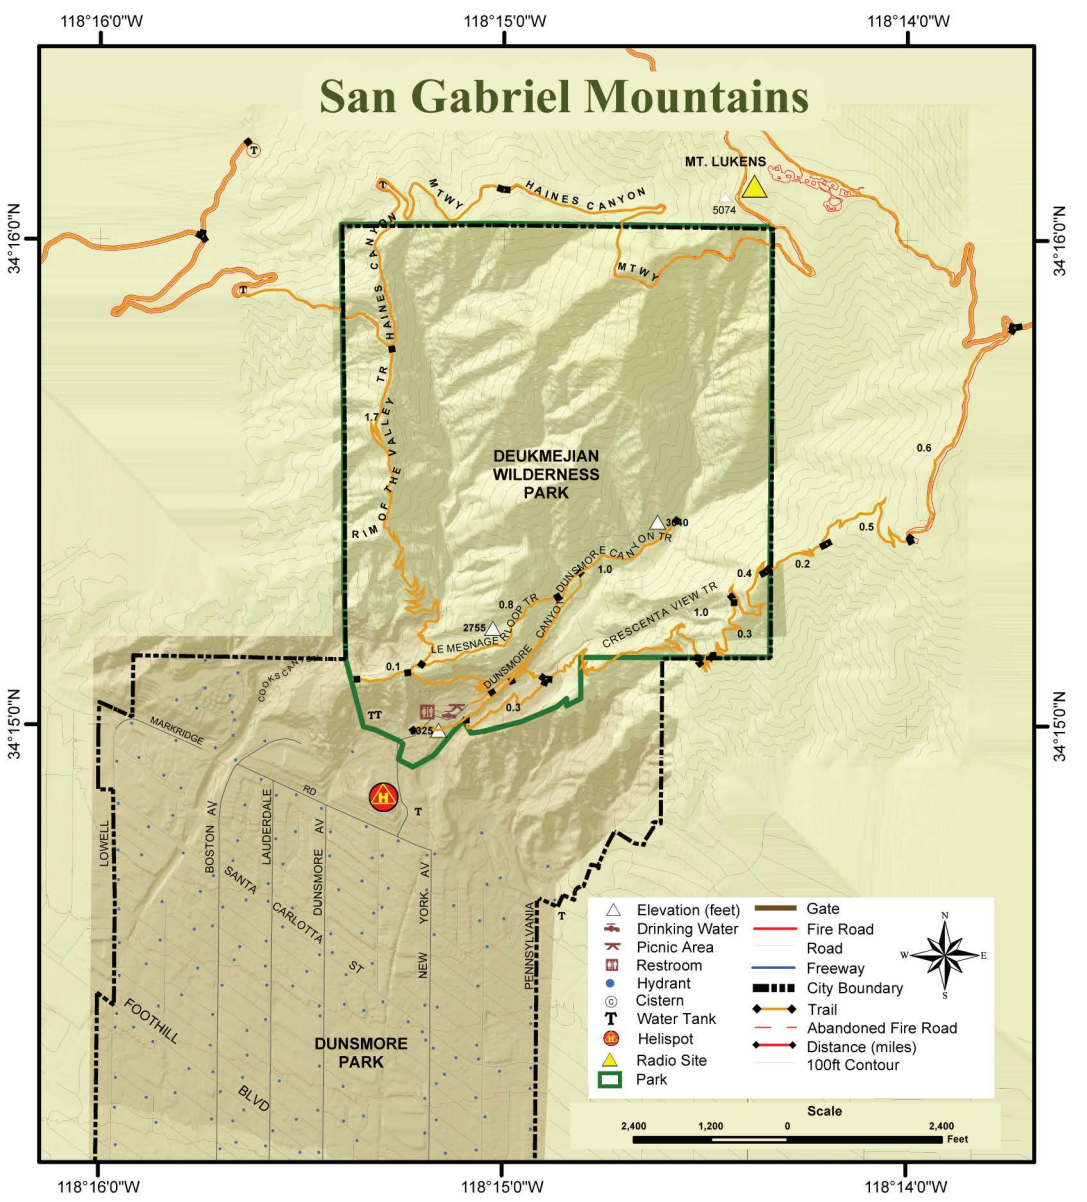 118°16'0"W 118°15'0"W 118°14'0"W
San Gabriel Mountains
MT. LUKENS
5074
T
T
MTWY
HAINES CANYON
34°16'0"N
34°16'0"N
MTWY
HAINES CANYON
T
RIM OF THE VALLEY TR
1.7
DEUKMEJIAN
WILDERNESS
PARK
0.6
3640
0.5
DUNSMORE CANYON TR
1.0
0.2
0.4
0.8
LE MESNAGER LOOP TR
2755
CRESCENTA VIEW TR
1.0
0.3
DUNSMORE CANYON
0.1
COOKS CAN
0.3
TT
34°15'0"N
34°15'0"N
MARKRIDGE
RD
H
T
LOWELL
BOSTON AV
LAUDERDALE
DUNSMORE AV
NEW YORK AV
PENNSYLVANIA
SANTA CARLOTTA ST
T
FOOTHILL BLVD
DUNSMORE
PARK
Elevation (feet)
Drinking Water
Picnic Area
Restroom
Hydrant
C Cistern
T Water Tank
H Helispot
Radio Site
Park
Gate
Fire Road
Road
Freeway
City Boundary
Trail
Abandoned Fire Road
Distance (miles)
100ft Contour
N
W E
S
Scale
2,400 1,200 0 2,400
Feet
118°16'0"W 118°15'0"W 118°14'0"W